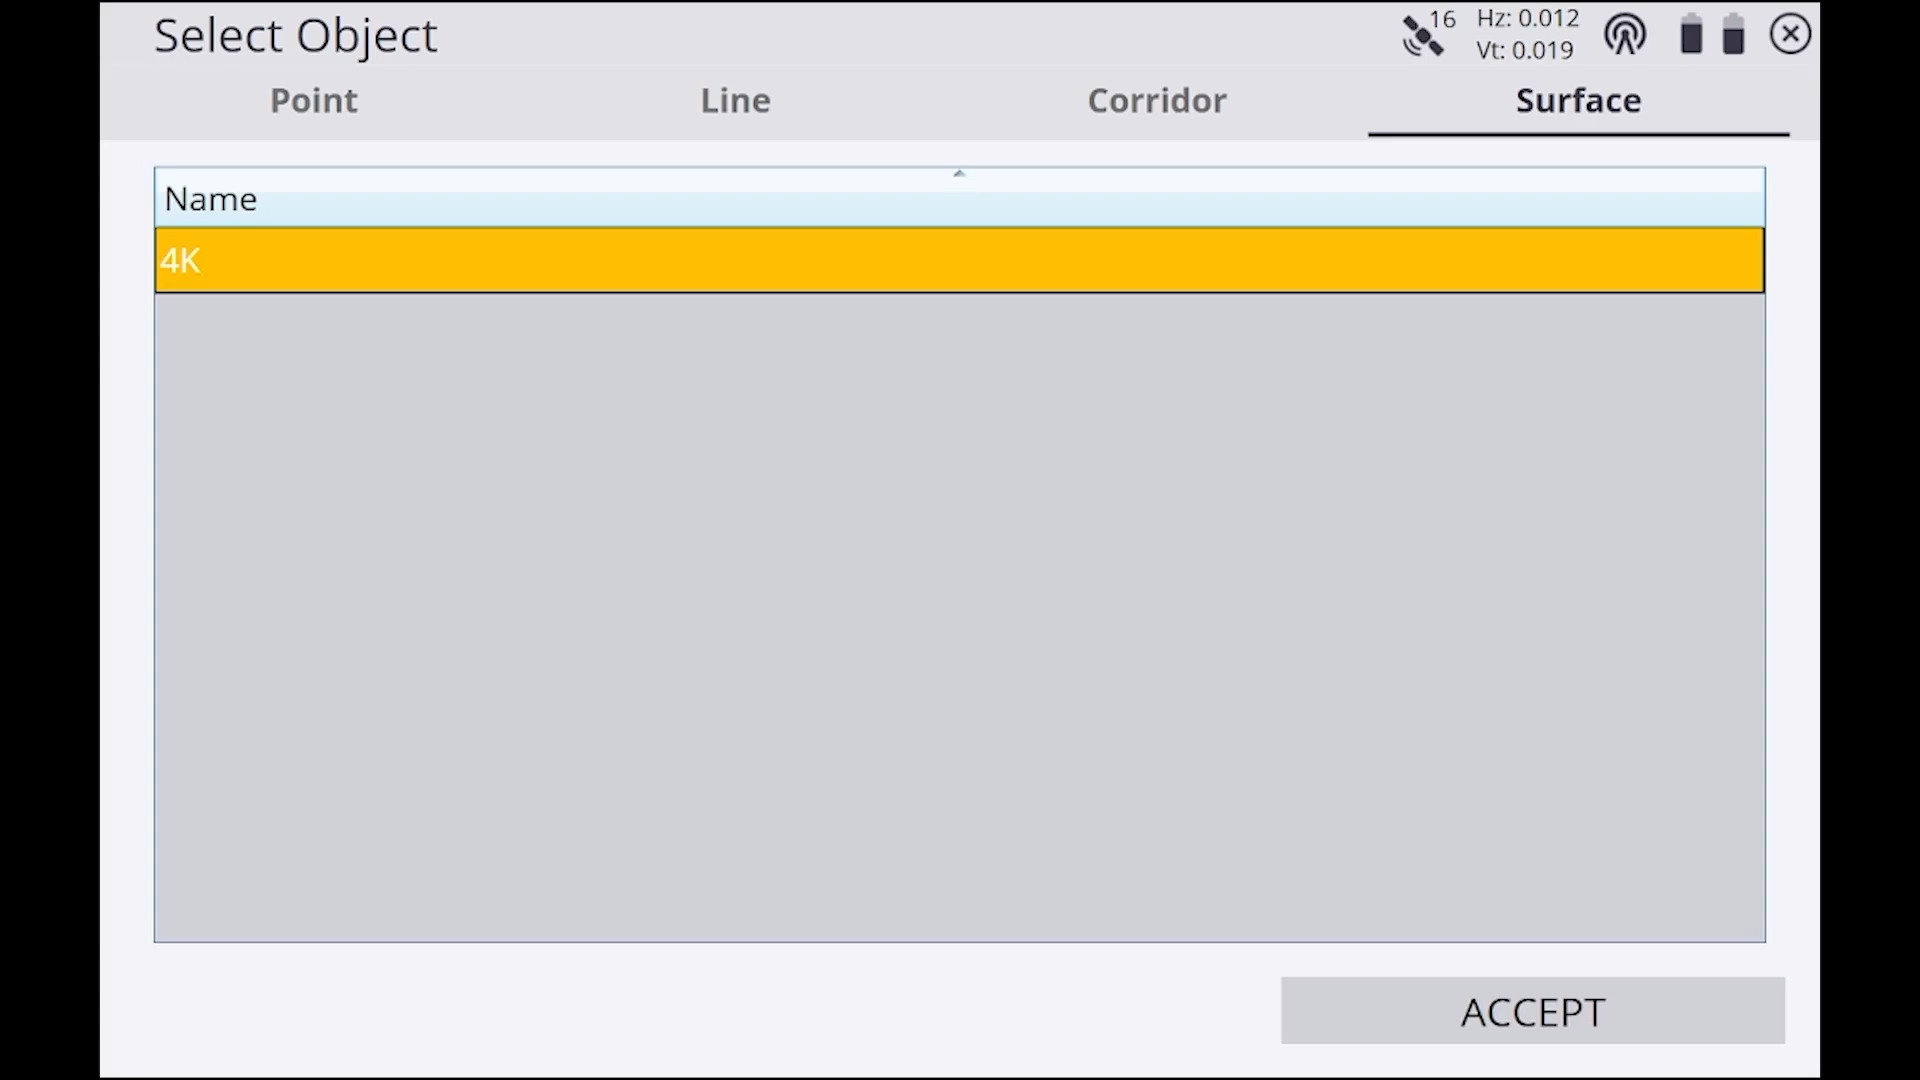 Select Object
16
Hz: 0.012
Vt: 0.019
Point
Line
Corridor
Surface
Name
4K
ACCEPT